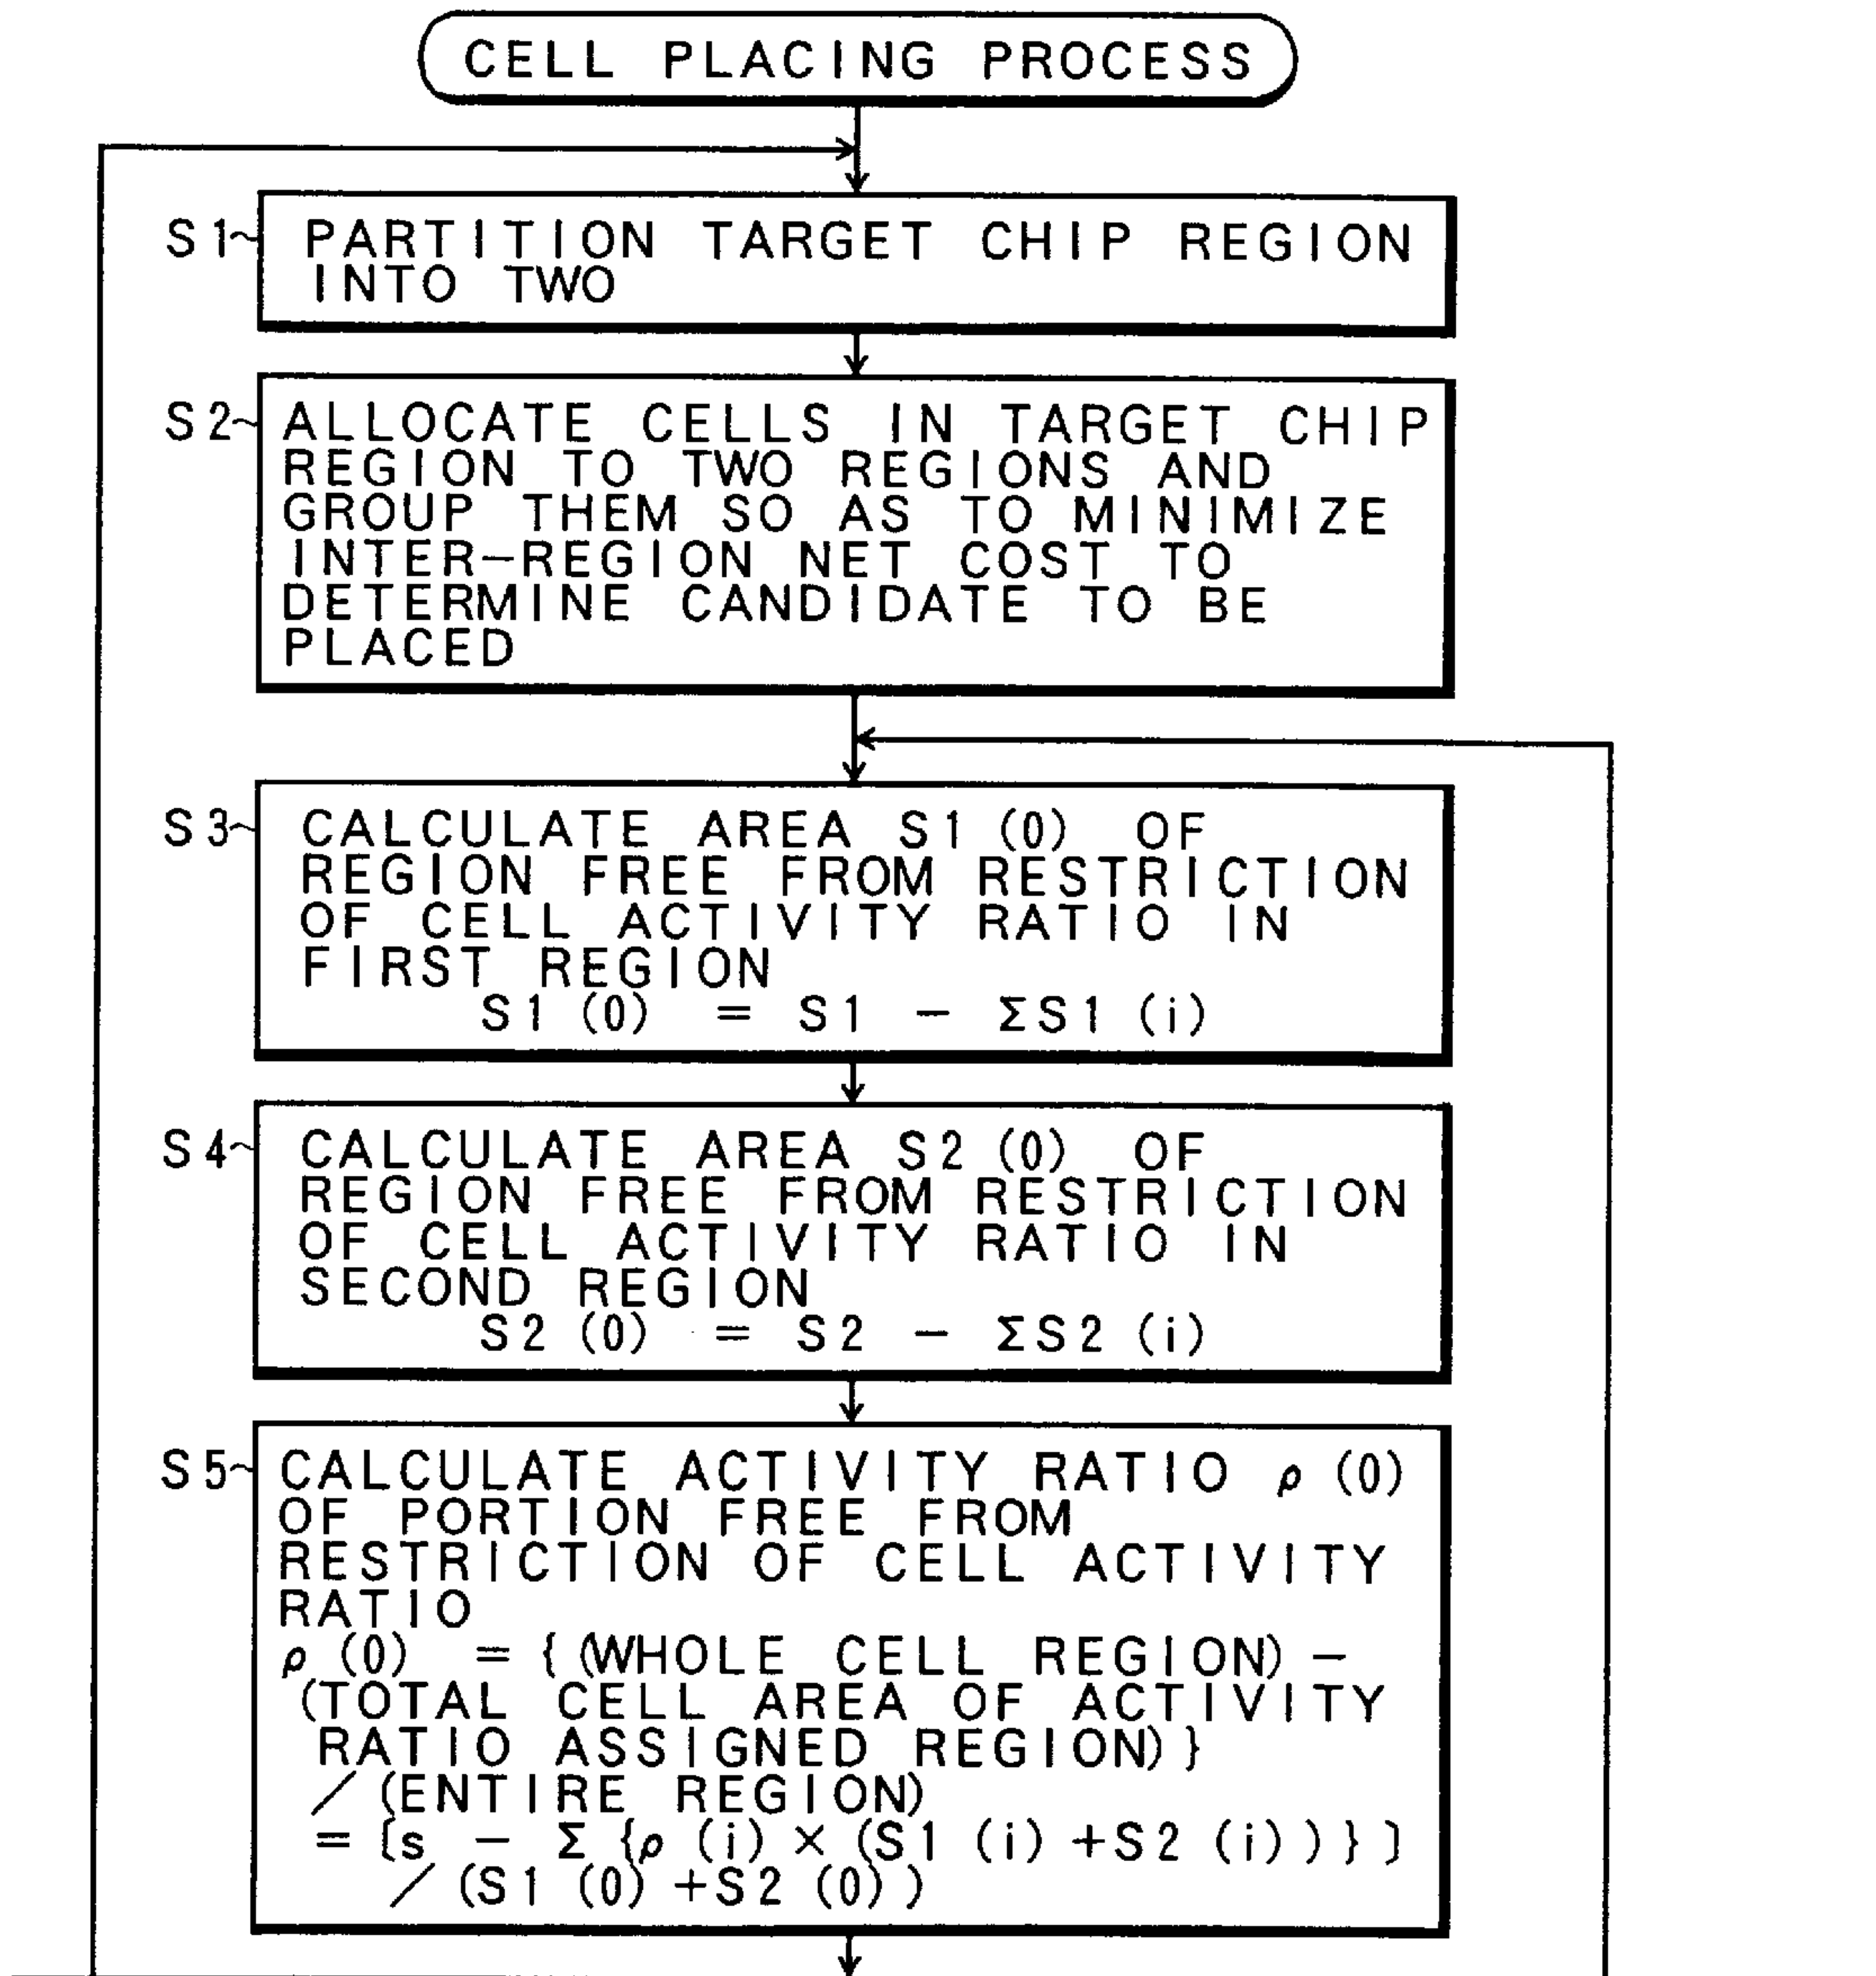 CELL PLACING PROCESS
S1~ PARTITION TARGET CHIP REGION
INTO TWO
S2~ ALLOCATE CELLS IN TARGET CHIP
REGION TO TWO REGIONS AND
GROUP THEM SO AS TO MINIMIZE
INTER-REGION NET COST TO
DETERMINE CANDIDATE TO BE
PLACED
S3~ CALCULATE AREA S1 (0) OF
REGION FREE FROM RESTRICTION
OF CELL ACTIVITY RATIO IN
FIRST REGION
S1 (0) = S1 - ΣS1 (i)
S4~ CALCULATE AREA S2 (0) OF
REGION FREE FROM RESTRICTION
OF CELL ACTIVITY RATIO IN
SECOND REGION
S2 (0) = S2 - ΣS2 (i)
S5~ CALCULATE ACTIVITY RATIO ρ (0)
OF PORTION FREE FROM
RESTRICTION OF CELL ACTIVITY
RATIO
ρ (0) = { (WHOLE CELL REGION) -
(TOTAL CELL AREA OF ACTIVITY
RATIO ASSIGNED REGION) }
/ (ENTIRE REGION)
= [s - Σ {ρ (i) × (S1 (i) +S2 (i) ) } ]
/ (S1 (0) +S2 (0) )